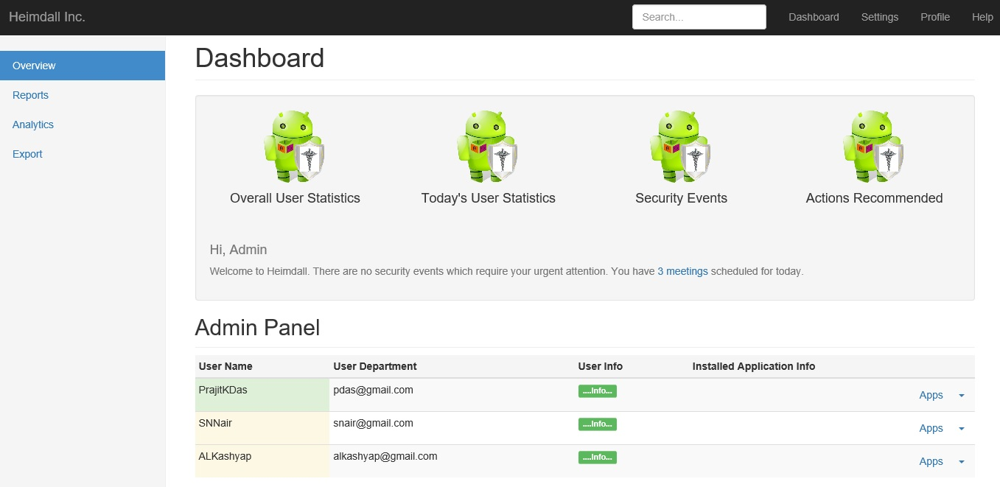 Heimdall Inc.
Search...
Dashboard
Settings
Profile
Help
Overview
Reports
Analytics
Export
Dashboard
Overall User Statistics
Today's User Statistics
Security Events
Actions Recommended
Hi, Admin
Welcome to Heimdall. There are no security events which require your urgent attention. You have 3 meetings scheduled for today.
Admin Panel
User Name User Department User Info Installed Application Info
PrajitKDas pdas@gmail.com ....Info... Apps
SNNair snair@gmail.com ....Info... Apps
ALKashyap alkashyap@gmail.com ....Info... Apps